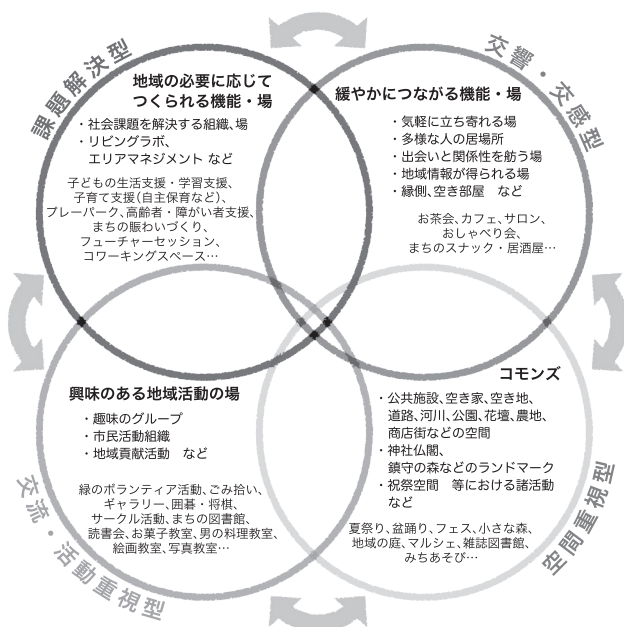 課題解決型
地域の必要に応じて
つくられる機能・場
・社会課題を解決する組織、場
・リビングラボ、
エリアマネジメント など
子どもの生活支援・学習支援、
子育て支援(自主保育など)、
プレーパーク、高齢者・障がい者支援、
まちの賑わいづくり、
フューチャーセッション、
コワーキングスペース…
交響・交感型
緩やかにつながる機能・場
・気軽に立ち寄れる場
・多様な人の居場所
・出会いと関係性を紡う場
・地域情報が得られる場
・縁側、空き部屋 など
お茶会、カフェ、サロン、
おしゃべり会、
まちのスナック・居酒屋…
興味のある地域活動の場
・趣味のグループ
・市民活動組織
・地域貢献活動 など
緑のボランティア活動、ごみ拾い、
ギャラリー、囲碁・将棋、
サークル活動、まちの図書館、
読書会、お菓子教室、男の料理教室、
絵画教室、写真教室…
交流・活動重視型
コモンズ
・公共施設、空き家、空き地、
道路、河川、公園、花壇、農地、
商店街などの空間
・神社仏閣、
鎮守の森などのランドマーク
・祝祭空間 等における諸活動
など
夏祭り、盆踊り、フェス、小さな森、
地域の庭、マルシェ、雑誌図書館、
みちあそび…
空間重視型